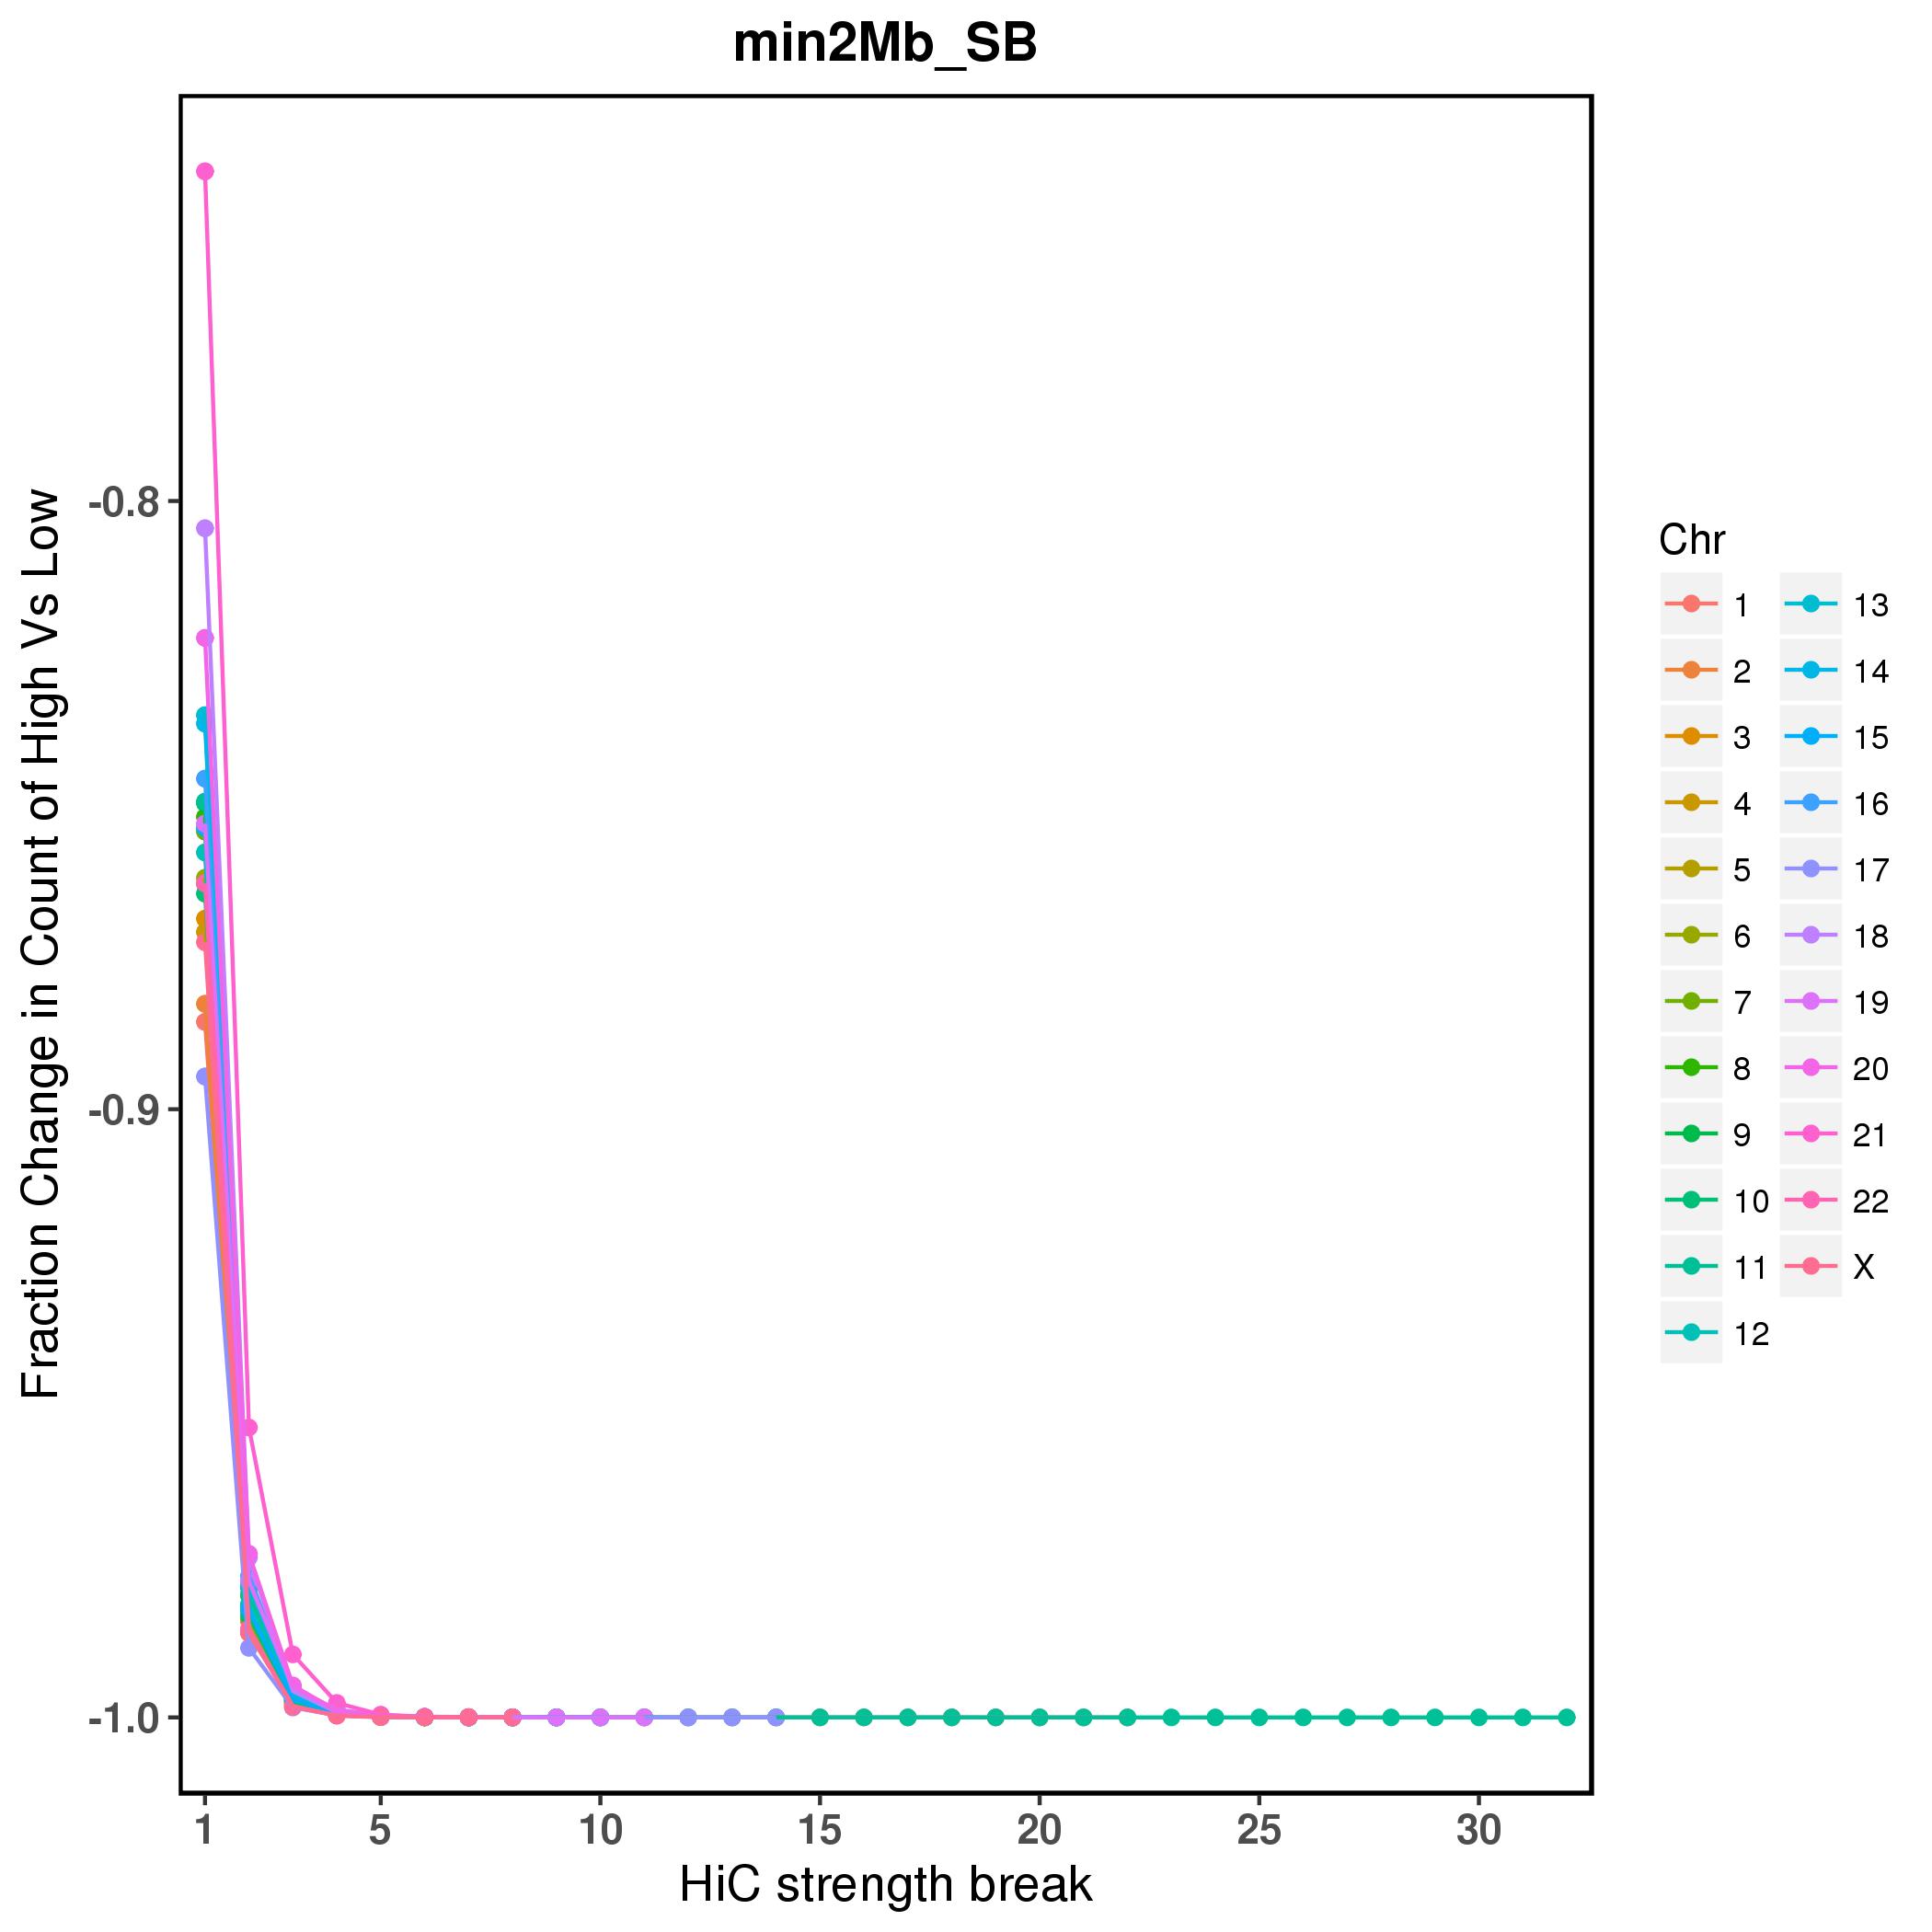 min2Mb_SB
Fraction Change in Count of High Vs Low
-0.8
-0.9
-1.0
1 5 10 15 20 25 30
HiC strength break
Chr
1 13
2 14
3 15
4 16
5 17
6 18
7 19
8 20
9 21
10 22
11 X
12